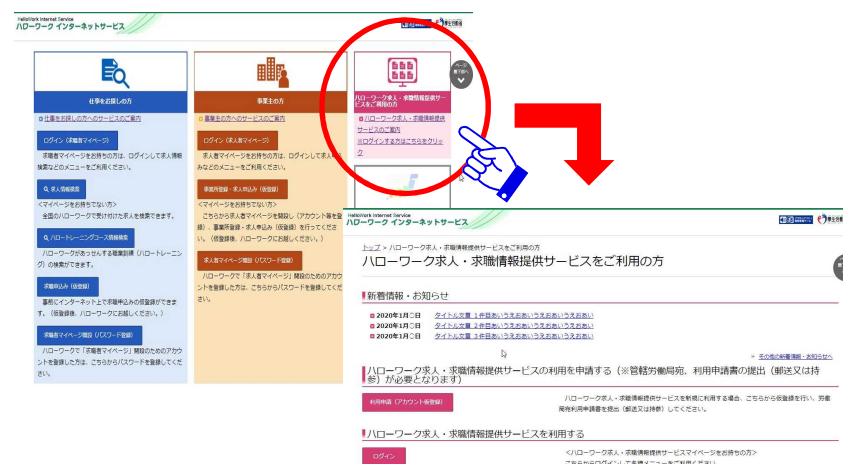 HelloWork Internet Service
ハローワーク インターネットサービス
仕事をお探しの方
仕事をお探しの方へのサービスのご案内
ログイン（求職者マイページ）
求職者マイページをお持ちの方は、ログインして求人情報
検索などのメニューをご利用ください。
求人情報検索
<マイページをお持ちでない方>
全国のハローワークで受け付けた求人を検索できます。
ハロートレーニングコース情報検索
ハローワークがあっせんする職業訓練（ハロートレーニン
グ）の検索ができます。
求職申込み（仮登録）
事前にインターネット上で求職申込みの仮登録ができま
す。（仮登録後、ハローワークにお越しください。）
求職者マイページ開設（パスワード登録）
ハローワークで「求職者マイページ」開設のためのアカウ
ントを登録した方は、こちらからパスワードを登録してくだ
さい。
事業主の方
事業主の方へのサービスのご案内
ログイン（求人者マイページ）
求人者マイページをお持ちの方は、ログインして求人申込
みなどのメニューをご利用ください。
事業所登録・求人申込み（仮登録）
<マイページをお持ちでない方>
こちらから求人者マイページを開設し（アカウント等を登
録）、事業所登録・求人申込み（仮登録）を行ってくださ
い。（仮登録後、ハローワークにお越しください。）
求人者マイページ開設（パスワード登録）
ハローワークで「求人者マイページ」開設のためのアカウ
ントを登録した方は、こちらからパスワードを登録してくだ
さい。
ハローワーク求人・求職情報提供サー
ビスをご利用の方
ハローワーク求人・求職情報提供
サービスのご案内
※ログインする方はこちらをクリッ
ク
ページ
最下部へ
HelloWork Internet Service
ハローワーク インターネットサービス
厚生労働
トップ > ハローワーク求人・求職情報提供サービスをご利用の方
ハローワーク求人・求職情報提供サービスをご利用の方
新着情報・お知らせ
2020年1月○日 タイトル文章 1件目あいうえおあいうえおあいうえおあい
2020年1月○日 タイトル文章 2件目あいうえおあいうえおあいうえおあい
2020年1月○日 タイトル文章 3件目あいうえおあいうえおあいうえおあい
» その他の新着情報・お知らせへ
ハローワーク求人・求職情報提供サービスの利用を申請する（※管轄労働局宛、利用申請書の提出（郵送又は持
参）が必要となります）
利用申請（アカウント仮登録）
ハローワーク求人・求職情報提供サービスを新規に利用する場合、こちらから仮登録を行い、労働
局宛利用申請書を提出（郵送又は持参）してください。
ハローワーク求人・求職情報提供サービスを利用する
ログイン
<ハローワーク求人・求職情報提供サービスマイページをお持ちの方>
こちらからログインして各種メニューをご利用ください。